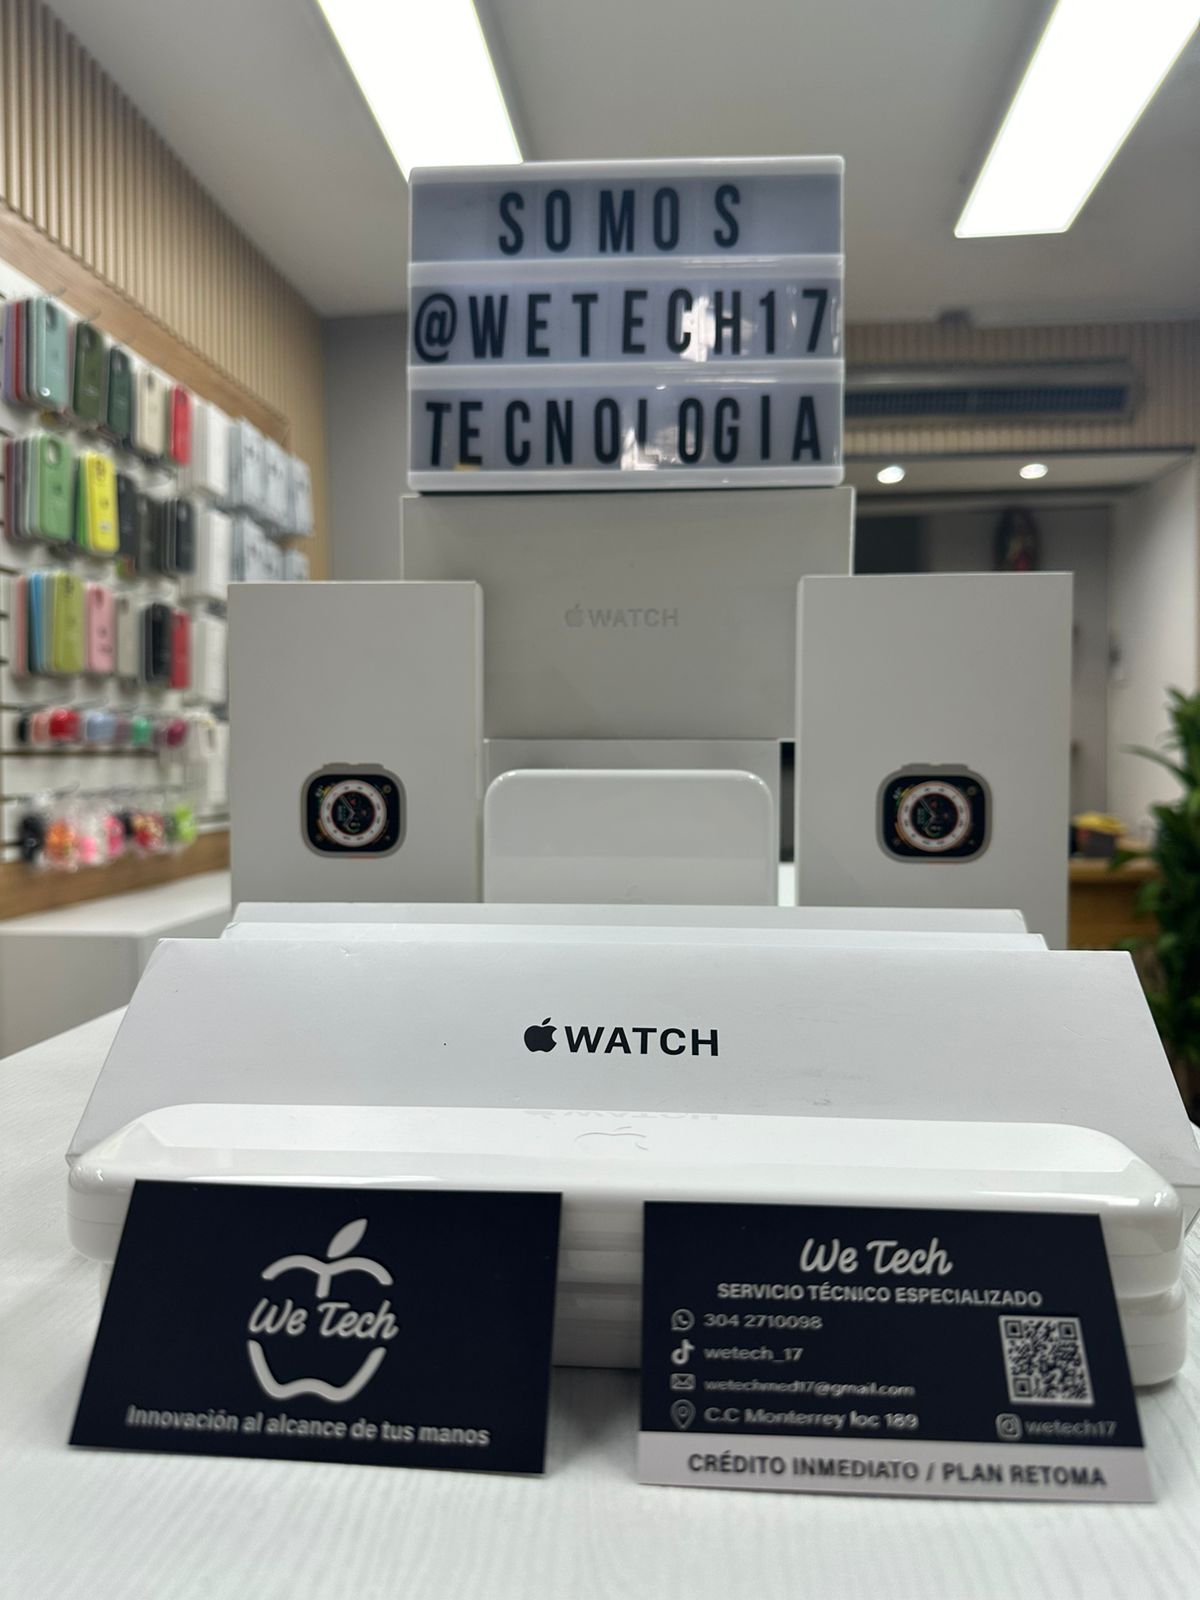 SOMOS
@WETECH17
TECNOLOGIA
WATCH
WATCH
We Tech
Innovación al alcance de tus manos
We Tech
SERVICIO TÉCNICO ESPECIALIZADO
304 2710098
wetech_17
wetechmed17@gmail.com
C.C Monterrey loc 189
wetech17
CRÉDITO INMEDIATO / PLAN RETOMA